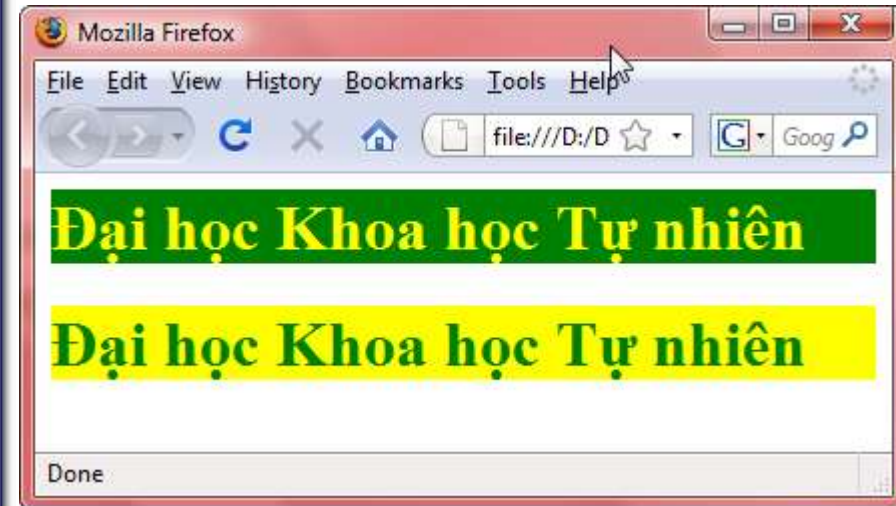 Mozilla Firefox
File Edit View History Bookmarks Tools Help
file:///D:/D G Goog
Đại học Khoa học Tự nhiên
Đại học Khoa học Tự nhiên
Done